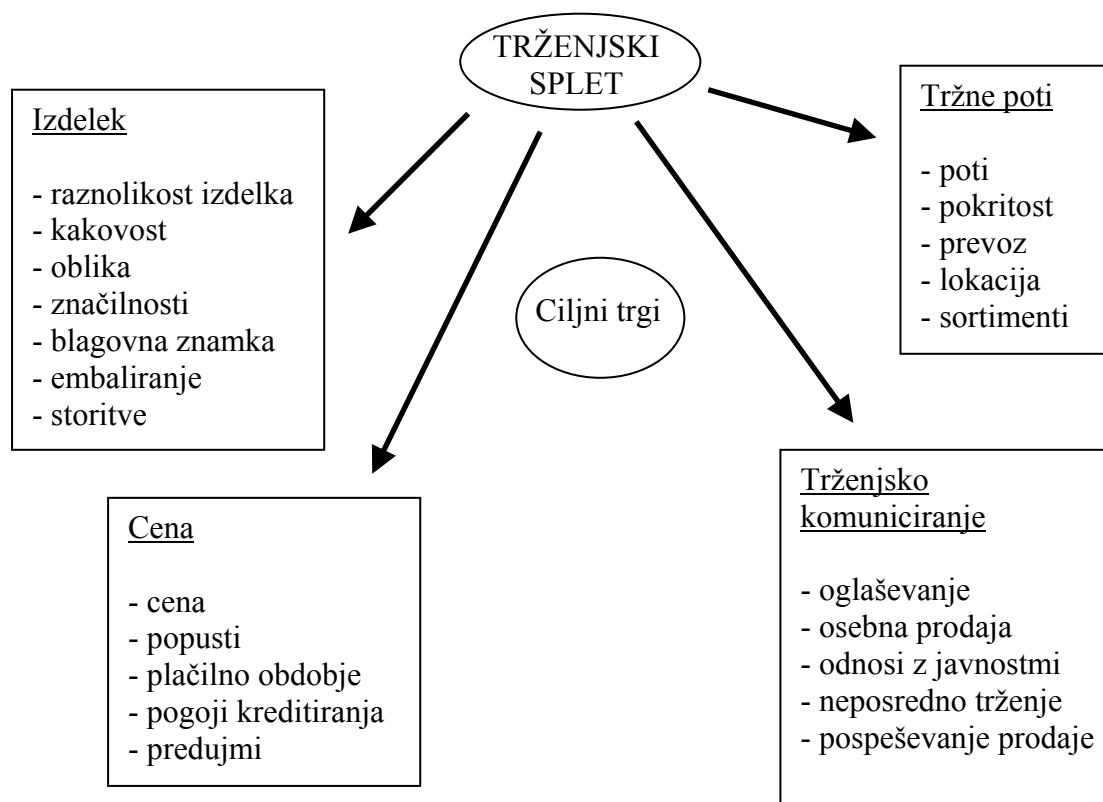 TRŽENJSKI
SPLET
Izdelek
- raznolikost izdelka
- kakovost
- oblika
- značilnosti
- blagovna znamka
- embaliranje
- storitve
Tržne poti
- poti
- pokritost
- prevoz
- lokacija
- sortimenti
Ciljni trgi
Cena
- cena
- popusti
- plačilno obdobje
- pogoji kreditiranja
- predujmi
Trženjsko
komuniciranje
- oglaševanje
- osebna prodaja
- odnosi z javnostmi
- neposredno trženje
- pospeševanje prodaje